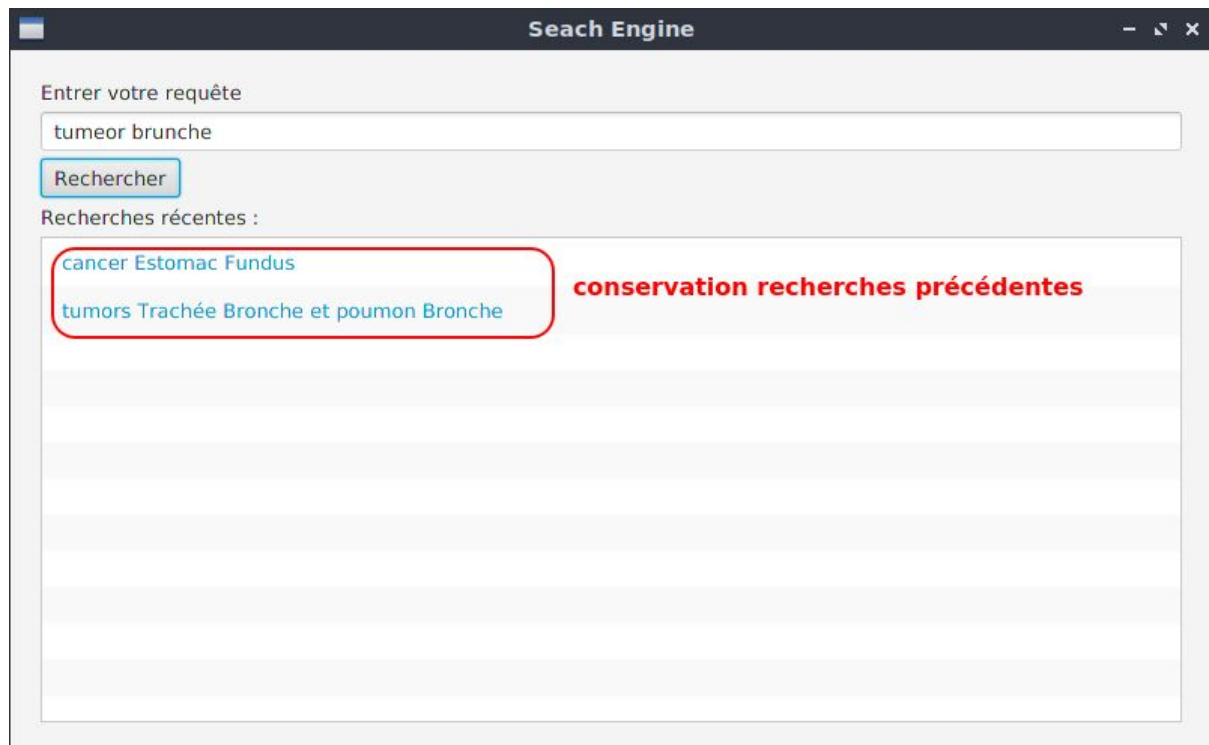 Seach Engine
Entrer votre requête
tumeor brunche
Rechercher
Recherches récentes :
cancer Estomac Fundus
conservation recherches précédentes
tumors Trachée Bronche et poumon Bronche